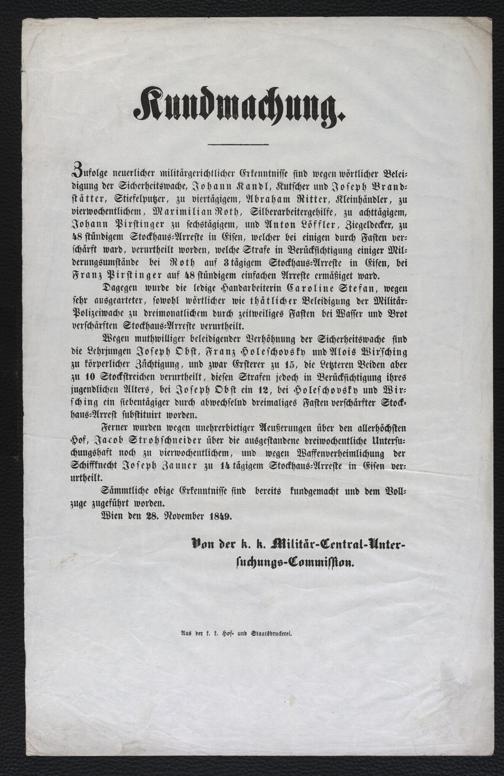 Kundmachung.
Zufolge neuerlicher militärgerichtlicher Erkenntnisse sind wegen wörtlicher Belei-
digung der Sicherheitswache, Johann Kandl, Kutscher und Joseph Brand-
stätter, Stiefelputzer, zu viertägigem, Abraham Ritter, Kleinhändler, zu
vierwochentlichem, Maximilian Roth, Silberarbeitergehilfe, zu achttägigem,
Johann Pirstinger zu sechstägigem, und Anton Löffler, Ziegeldecker, zu
48 stündigem Stockhaus-Arreste in Eisen, welcher bei einigen durch Fasten ver-
schärft ward, verurtheilt worden, welche Strafe in Berücksichtigung einiger Mil-
derungsumstände bei Roth auf 3 tägigem Stockhaus-Arreste in Eisen, bei
Franz Pirstinger auf 48 stündigem einfachen Arreste ermäßiget ward.
Dagegen wurde die ledige Handarbeiterin Caroline Stefan, wegen
sehr ausgearteter, sowohl wörtlicher wie thätlicher Beleidigung der Militär-
Polizeiwache zu dreimonatlichem durch zeitweiliges Fasten bei Wasser und Brot
verschärften Stockhaus-Arreste verurtheilt.
Wegen muthwilliger beleidigender Verhöhnung der Sicherheitswache sind
die Lehrjungen Joseph Obst, Franz Holeschovsky und Alois Wirsching
zu körperlicher Züchtigung, und zwar Ersterer zu 15, die Letzteren Beiden aber
zu 10 Stockstreichen verurtheilt, diesen Strafen jedoch in Berücksichtigung ihres
jugendlichen Alters, bei Joseph Obst ein 12, bei Holeschovsky und Wir-
sching ein siebentägiger durch abwechselnd dreimaliges Fasten verschärfter Stock-
haus-Arrest substituirt worden.
Ferner wurden wegen unehrerbietiger Aeußerungen über den allerhöchsten
Hof, Jacob Strohschneider über die ausgestandene dreiwochentliche Untersu-
chungshaft noch zu vierwochentlichem, und wegen Waffenverheimlichung der
Schiffknecht Joseph Zauner zu 14 tägigem Stockhaus-Arreste in Eisen ver-
urtheilt.
Sämmtliche obige Erkenntnisse sind bereits kundgemacht und dem Voll-
zuge zugeführt worden.
Wien den 28. November 1849.
Von der k. k. Militär-Central-Unter-
suchungs-Commission.
Aus der k. k. Hof- und Staatsdruckerei.